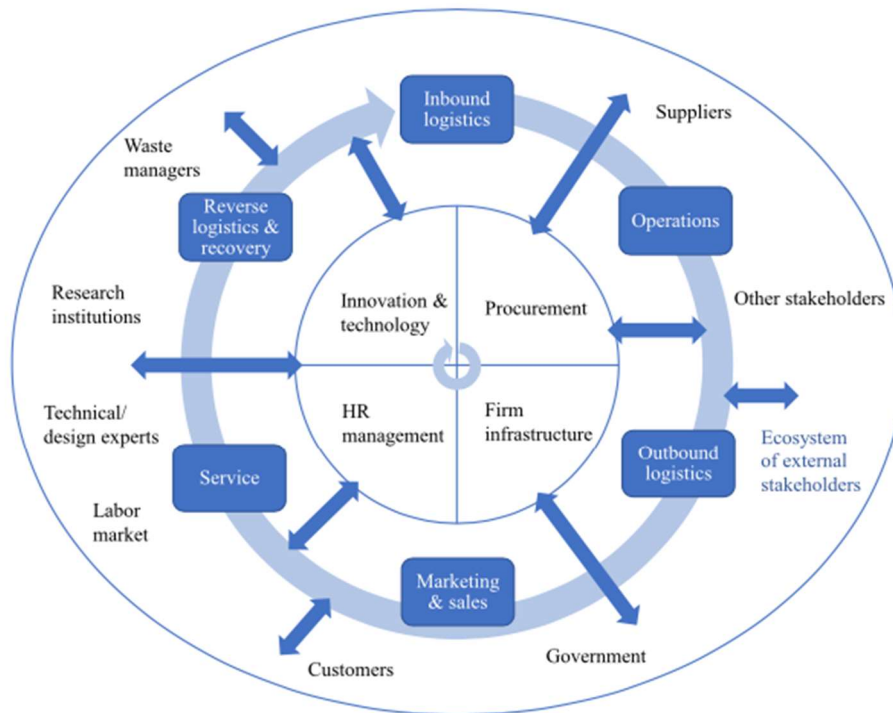 Inbound
logistics
Suppliers
Waste
managers
Reverse
logistics &
recovery
Operations
Research
institutions
Innovation &
technology
Procurement
Other stakeholders
Technical/
design experts
HR
management
Firm
infrastructure
Ecosystem
of external
stakeholders
Outbound
logistics
Service
Labor
market
Marketing
& sales
Customers
Government